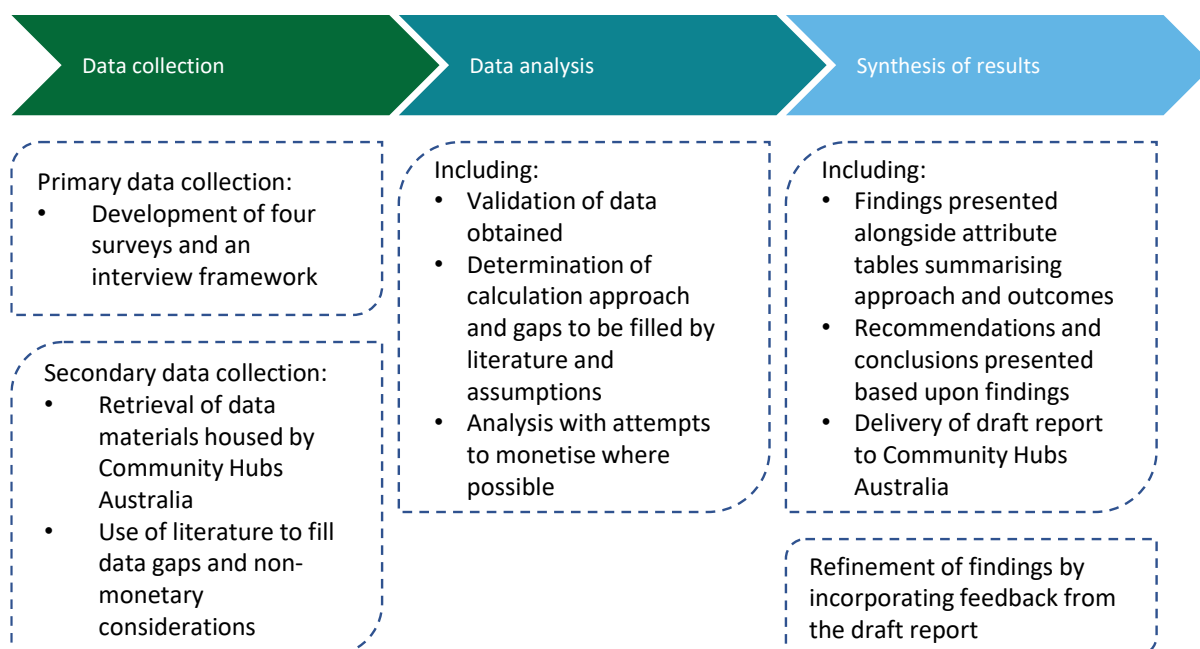 Data collection
Data analysis
Synthesis of results
Primary data collection:
• Development of four
surveys and an
interview framework
Secondary data collection:
• Retrieval of data
materials housed by
Community Hubs
Australia
• Use of literature to fill
data gaps and non-
monetary
considerations
Including:
• Validation of data
obtained
• Determination of
calculation approach
and gaps to be filled by
literature and
assumptions
• Analysis with attempts
to monetise where
possible
Including:
• Findings presented
alongside attribute
tables summarising
approach and outcomes
• Recommendations and
conclusions presented
based upon findings
• Delivery of draft report
to Community Hubs
Australia
Refinement of findings by
incorporating feedback from
the draft report